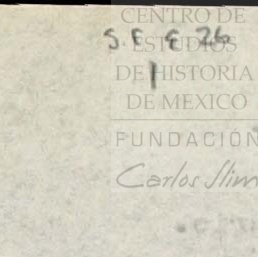 CENTRO DE
S F F 26
ESTUDIOS
DE HISTORIA
1
DE MEXICO
FUNDACIÓN
Carlos Slim